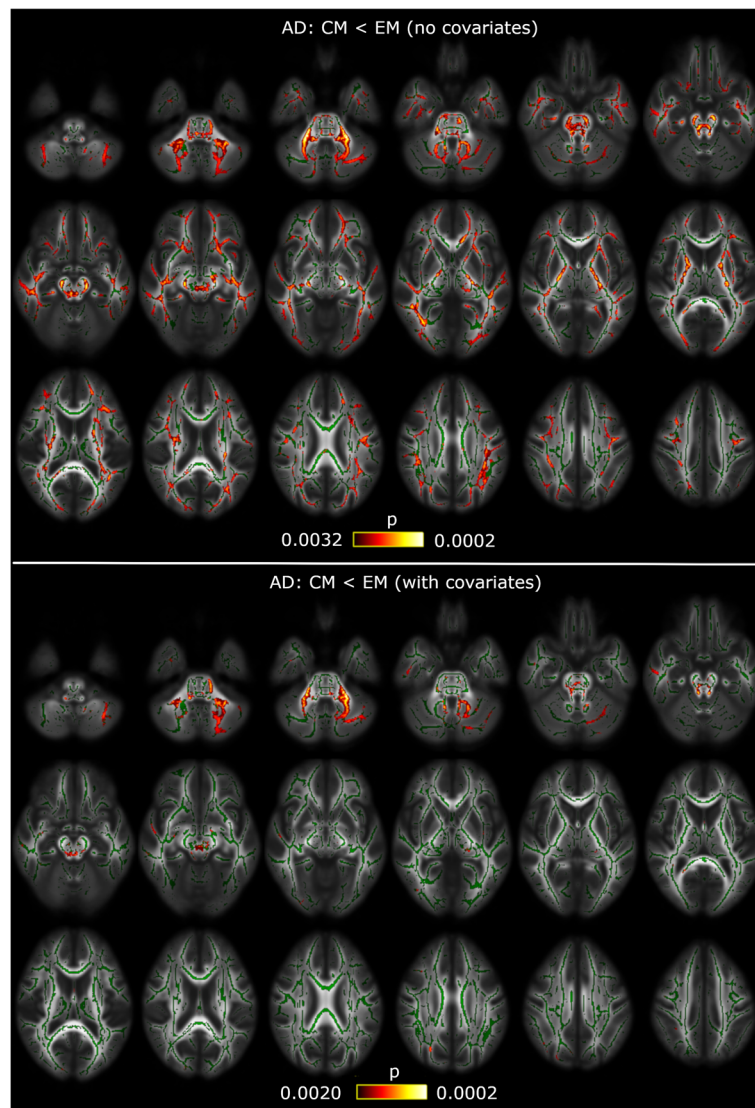 AD: CM < EM (no covariates)
p
0.0032 0.0002
AD: CM < EM (with covariates)
p
0.0020 0.0002